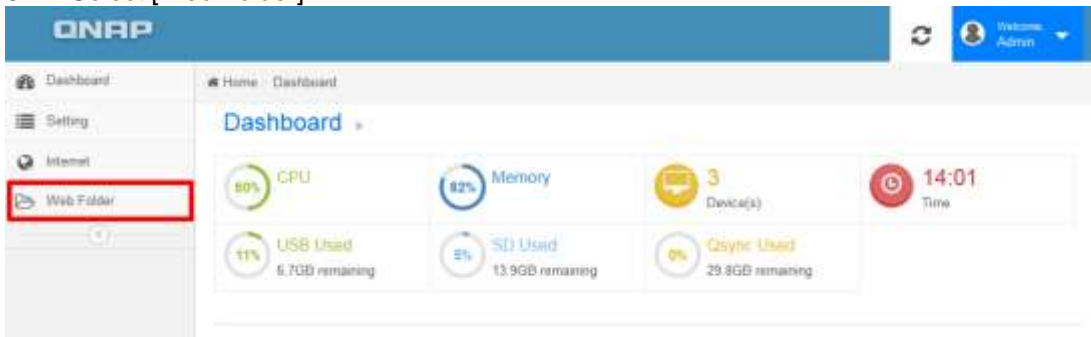 QNAP
Welcome,
Admin
Dashboard
Home Dashboard
Setting
Dashboard »
Internet
Web Folder
80% CPU
82% Memory
3
Device(s)
14:01
Time
11% USB Used
6.7GB remaining
5% SD Used
13.9GB remaining
0% Qsync Used
29.8GB remaining